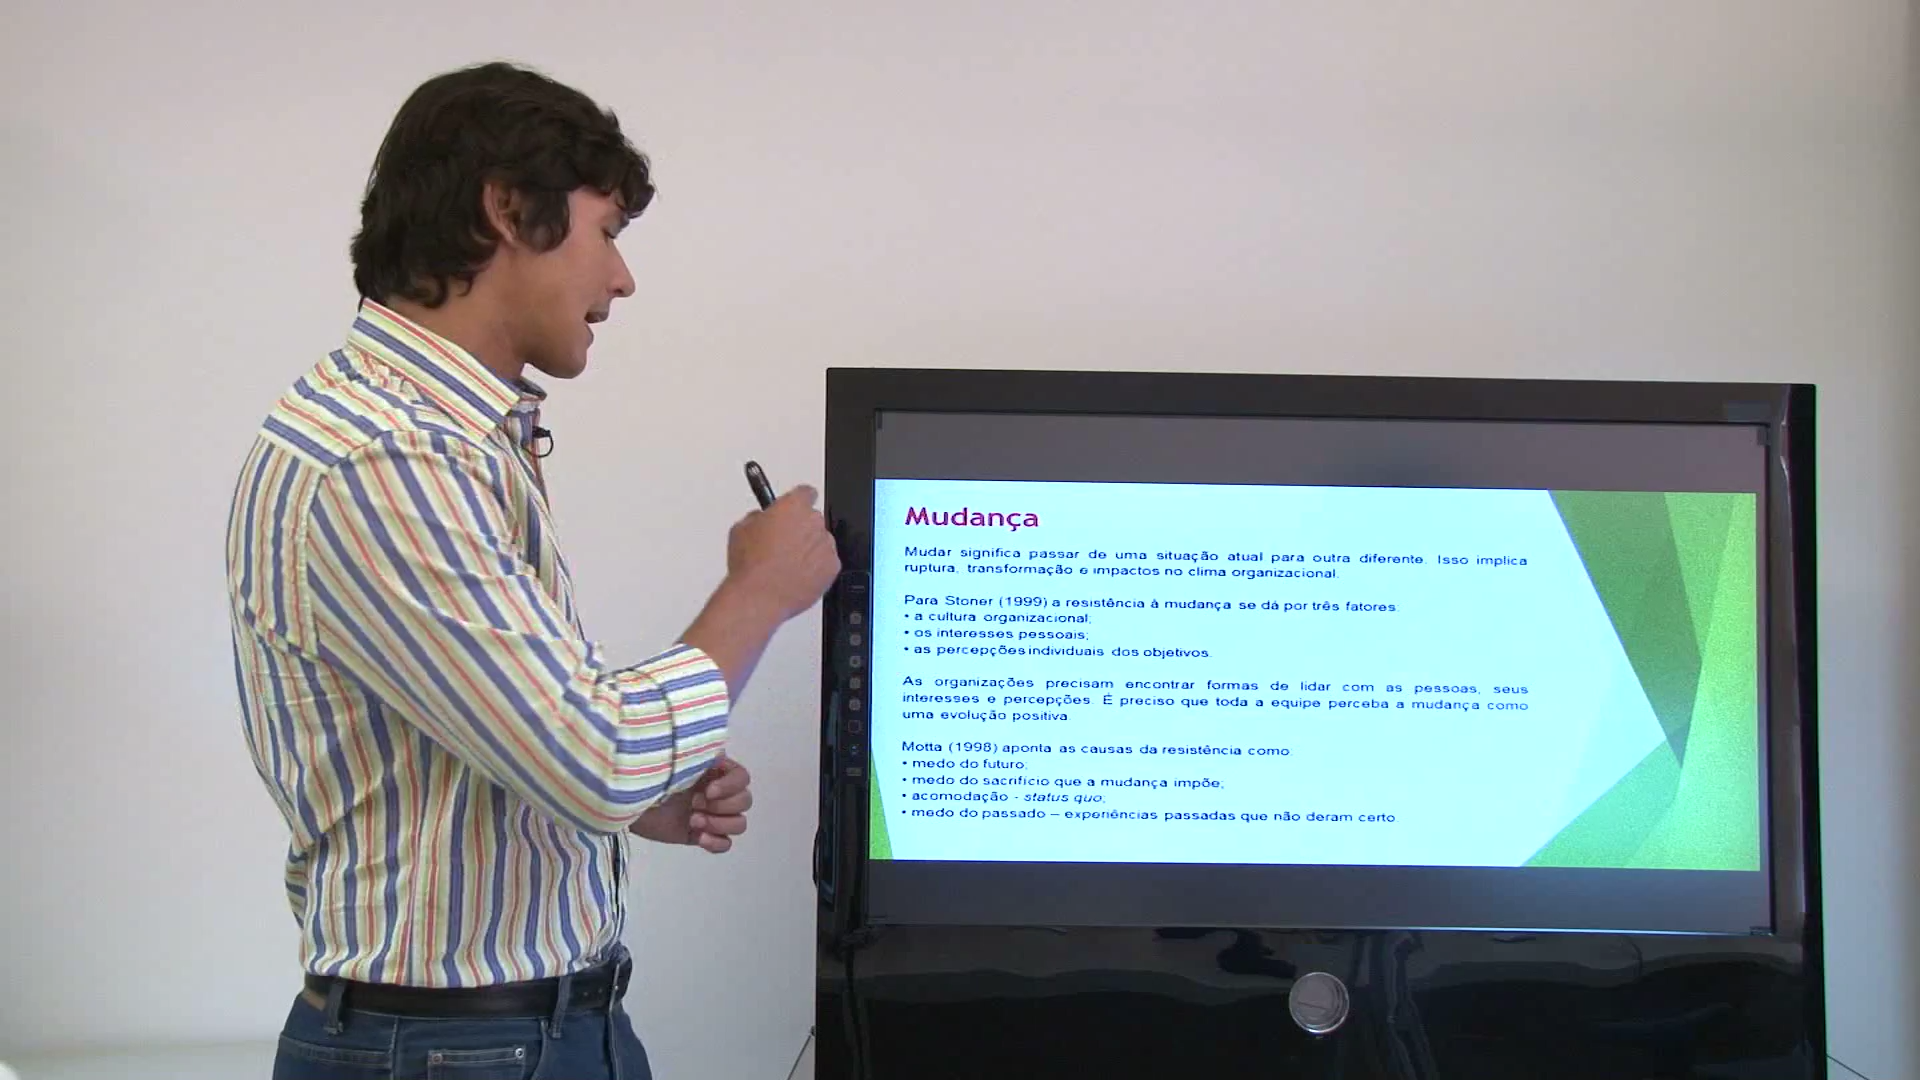 Mudança
Mudar significa passar de uma situação atual para outra diferente. Isso implica
ruptura, transformação e impactos no clima organizacional.
Para Stoner (1999) a resistência à mudança se dá por três fatores:
• a cultura organizacional;
• os interesses pessoais;
• as percepções individuais dos objetivos.
As organizações precisam encontrar formas de lidar com as pessoas, seus
interesses e percepções. É preciso que toda a equipe perceba a mudança como
uma evolução positiva.
Motta (1998) aponta as causas da resistência como:
• medo do futuro;
• medo do sacrifício que a mudança impõe;
• acomodação - status quo;
• medo do passado – experiências passadas que não deram certo.